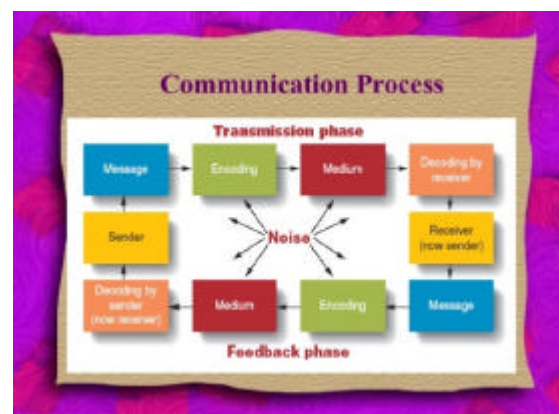 Communication Process
Transmission phase
Message
Encoding
Medium
Decoding by
receiver
Sender
Noise
Receiver
(now sender)
Decoding by
sender
(now receiver)
Medium
Encoding
Message
Feedback phase